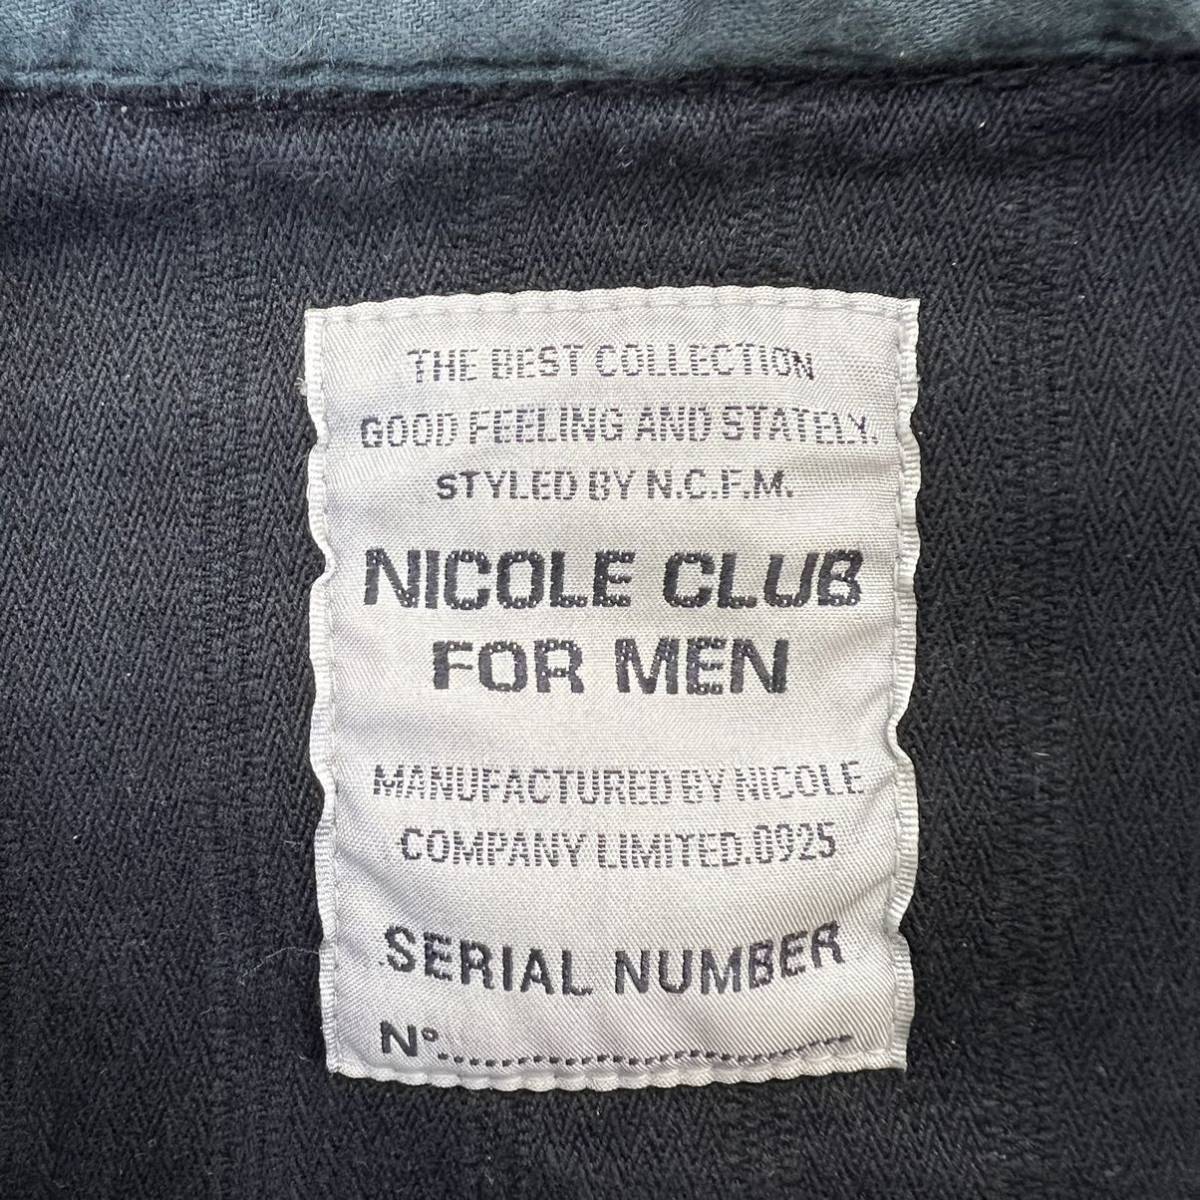 THE BEST COLLECTION
GOOD FEELING AND STATELY.
STYLED BY N.C.F.M.
NICOLE CLUB
FOR MEN
MANUFACTURED BY NICOLE
COMPANY LIMITED.0925
SERIAL NUMBER
N°..............................